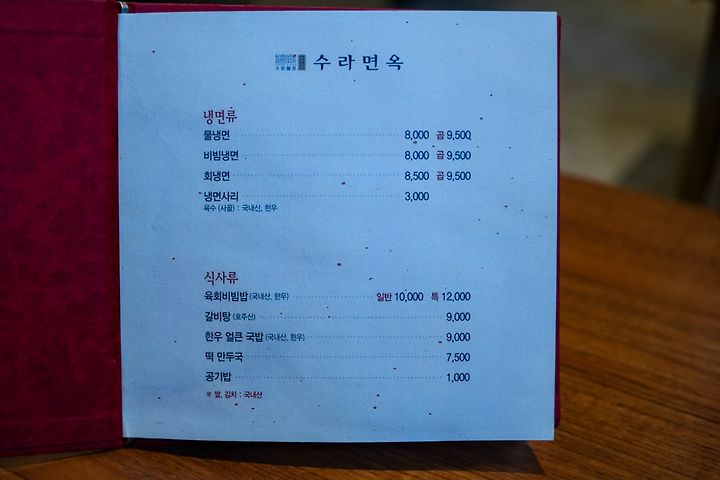 수라면옥
냉면류
물냉면 8,000 곱 9,500
비빔냉면 8,000 곱 9,500
회냉면 8,500 곱 9,500
냉면사리 3,000
육수 (사골) : 국내산, 한우
식사류
육회비빔밥 (국내산, 한우) 일반 10,000 특 12,000
갈비탕 (호주산) 9,000
한우 얼큰 국밥 (국내산, 한우) 9,000
떡 만두국 7,500
공기밥 1,000
※ 쌀, 김치 : 국내산